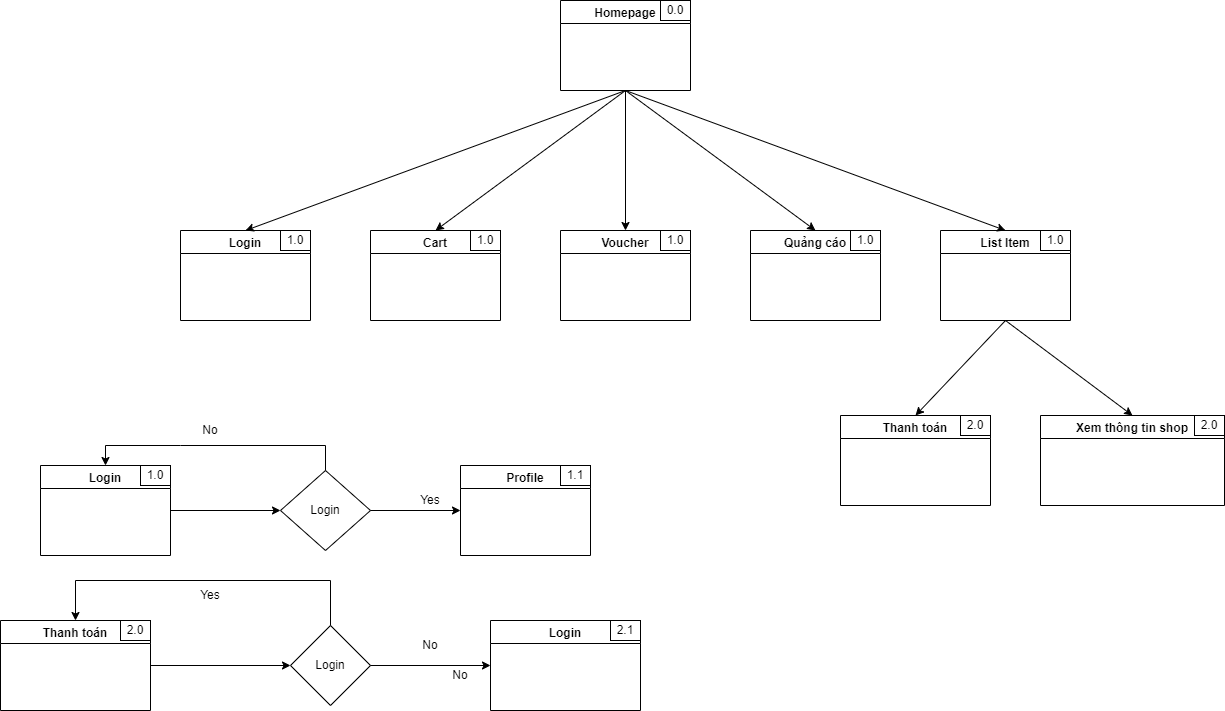 Homepage
0.0
Login
1.0
Cart
1.0
Voucher
1.0
Quảng cáo
1.0
List Item
1.0
Thanh toán
2.0
Xem thông tin shop
2.0
No
Login
1.0
Login
Yes
Profile
1.1
Yes
Thanh toán
2.0
Login
No
No
Login
2.1